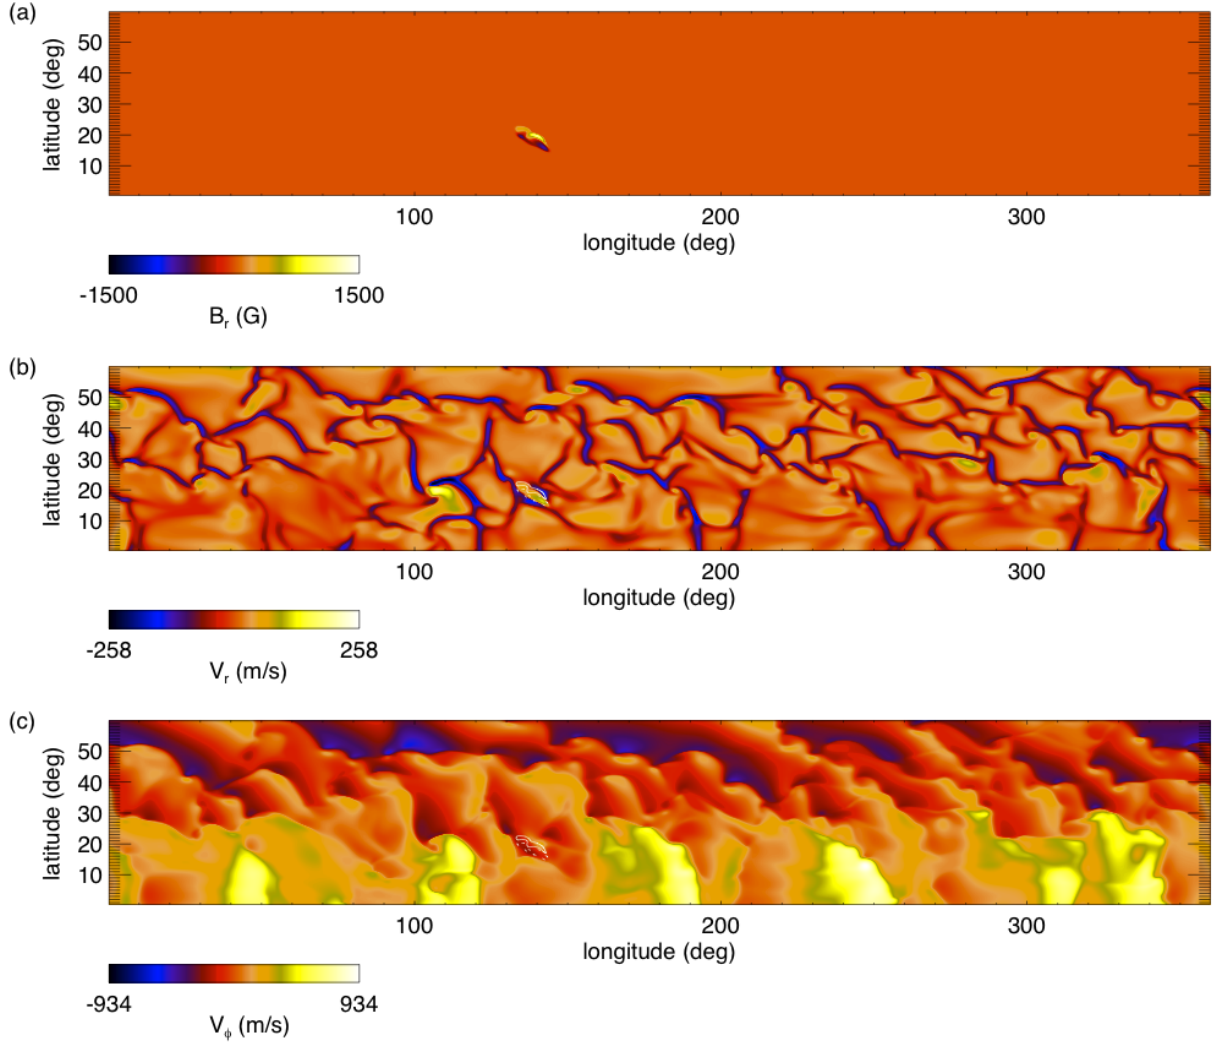 (a)
latitude (deg)
50
40
30
20
10
100 200 300
longitude (deg)
-1500 1500
B_r (G)
(b)
latitude (deg)
50
40
30
20
10
100 200 300
longitude (deg)
-258 258
V_r (m/s)
(c)
latitude (deg)
50
40
30
20
10
100 200 300
longitude (deg)
-934 934
V_ϕ (m/s)